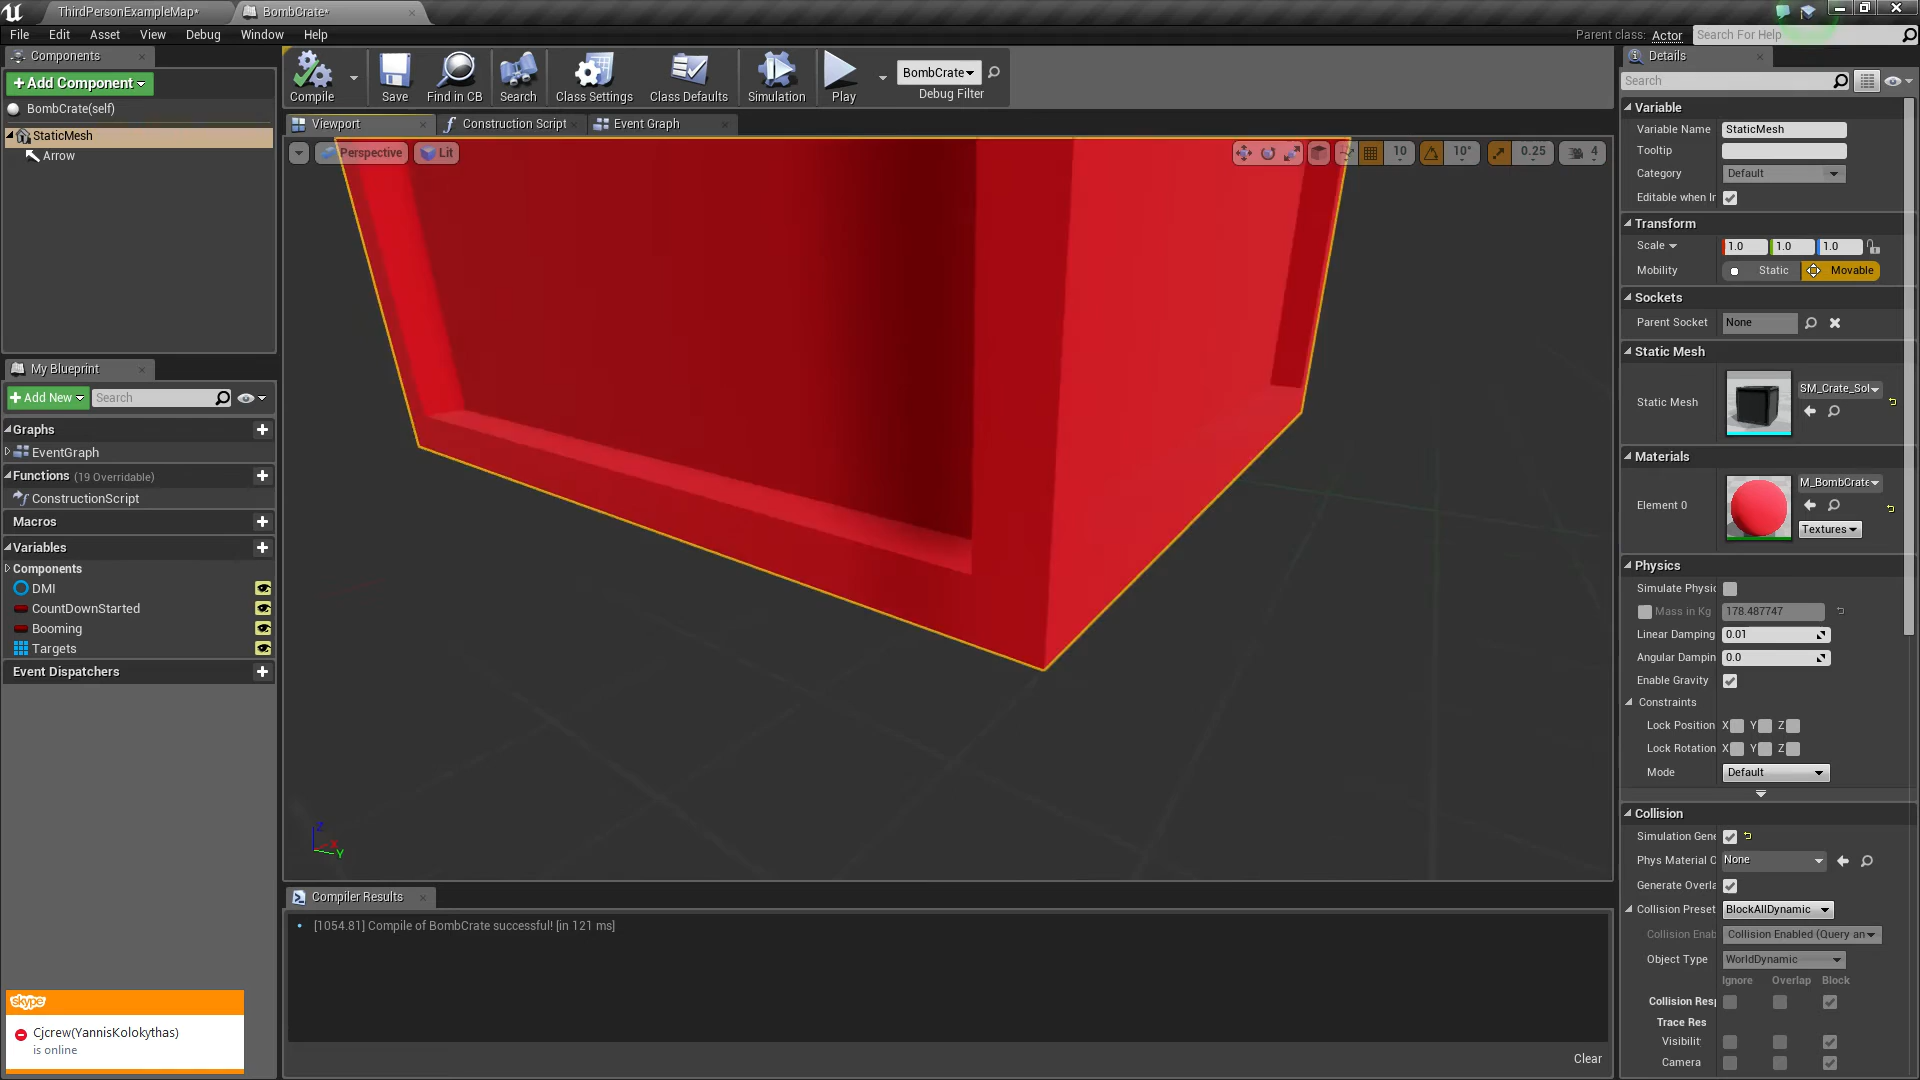 ThirdPersonExampleMap*
BombCrate*
File Edit Asset View Debug Window Help
Parent class: Actor
Search For Help
Components
Add Component
BombCrate(self)
StaticMesh
Arrow
Compile
Save
Find in CB
Search
Class Settings
Class Defaults
Simulation
Play
BombCrate
Debug Filter
Viewport
Construction Script
Event Graph
Perspective
Lit
10
10°
0.25
4
My Blueprint
Add New
Search
Graphs
EventGraph
Functions (19 Overridable)
ConstructionScript
Macros
Variables
Components
DMI
CountDownStarted
Booming
Targets
Event Dispatchers
Z
X
Y
Compiler Results
[1054.81] Compile of BombCrate successful! [in 121 ms]
Clear
skype
Cjcrew(YannisKolokythas)
is online
Details
Search
Variable
Variable Name StaticMesh
Tooltip
Category Default
Editable when Ir
Transform
Scale 1.0 1.0 1.0
Mobility Static Movable
Sockets
Parent Socket None
Static Mesh
Static Mesh SM_Crate_Sol
Materials
Element 0 M_BombCrate
Textures
Physics
Simulate Physic
Mass in Kg 178.487747
Linear Damping 0.01
Angular Dampin 0.0
Enable Gravity
Constraints
Lock Position X Y Z
Lock Rotation X Y Z
Mode Default
Collision
Simulation Gene
Phys Material O None
Generate Overla
Collision Preset BlockAllDynamic
Collision Enab Collision Enabled (Query an
Object Type WorldDynamic
Ignore Overlap Block
Collision Resp
Trace Res
Visibilit
Camera